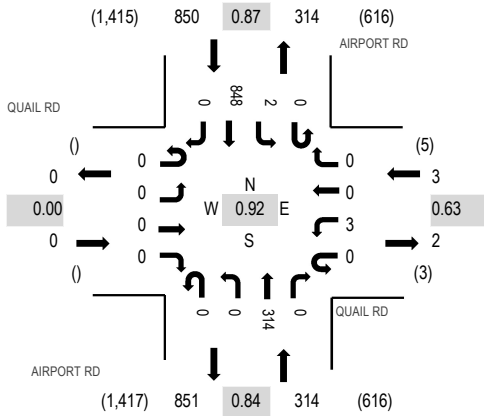 (1,415) 850 0.87 314 (616)
AIRPORT RD
0 848 2 0
QUAIL RD
() (5)
0 0 0 3
0 N 0
0.00 W 0.92 E 0.63
0 3
0 0 S 0 2
() (3)
0 0 314 0
QUAIL RD
AIRPORT RD
(1,417) 851 0.84 314 (616)